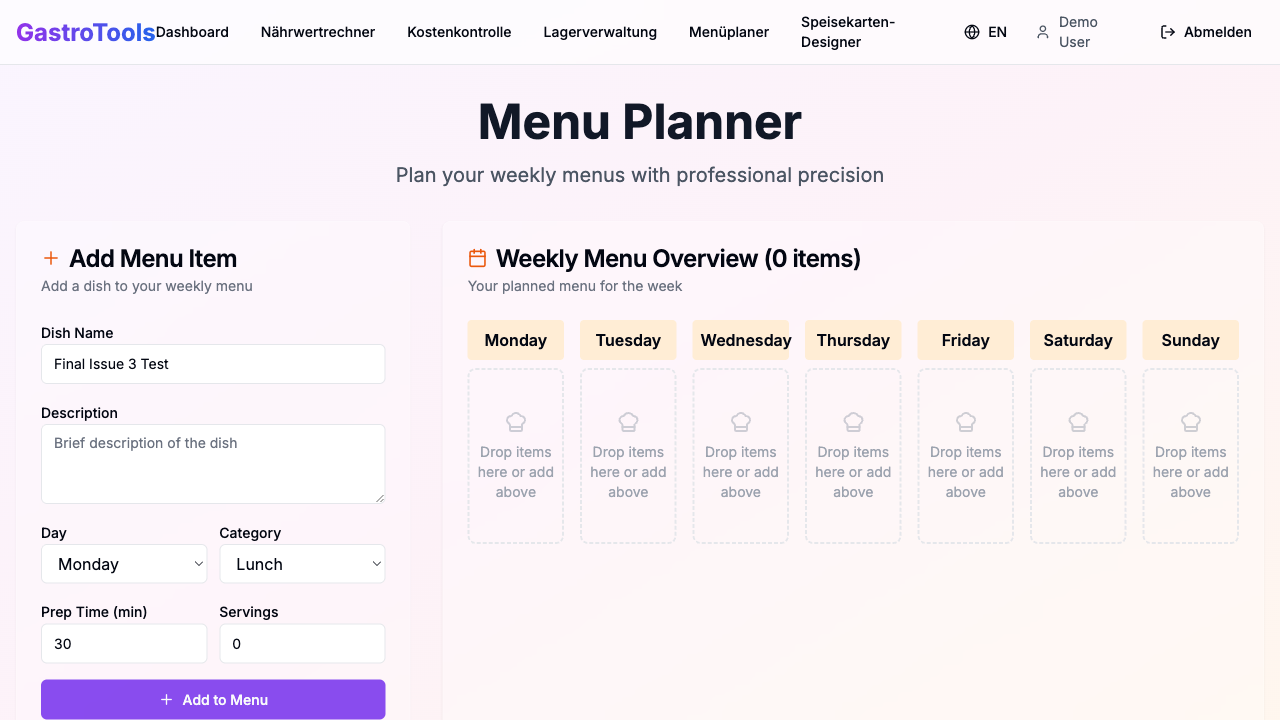 GastroTools
Dashboard
Nährwertrechner
Kostenkontrolle
Lagerverwaltung
Menüplaner
Speisekarten-
Designer
EN
Demo
User
Abmelden
Menu Planner
Plan your weekly menus with professional precision
Add Menu Item
Add a dish to your weekly menu
Dish Name
Final Issue 3 Test
Description
Brief description of the dish
Day
Category
Monday
Lunch
Prep Time (min)
Servings
30
0
Add to Menu
Weekly Menu Overview (0 items)
Your planned menu for the week
Monday
Tuesday
Wednesday
Thursday
Friday
Saturday
Sunday
Drop items
here or add
above
Drop items
here or add
above
Drop items
here or add
above
Drop items
here or add
above
Drop items
here or add
above
Drop items
here or add
above
Drop items
here or add
above